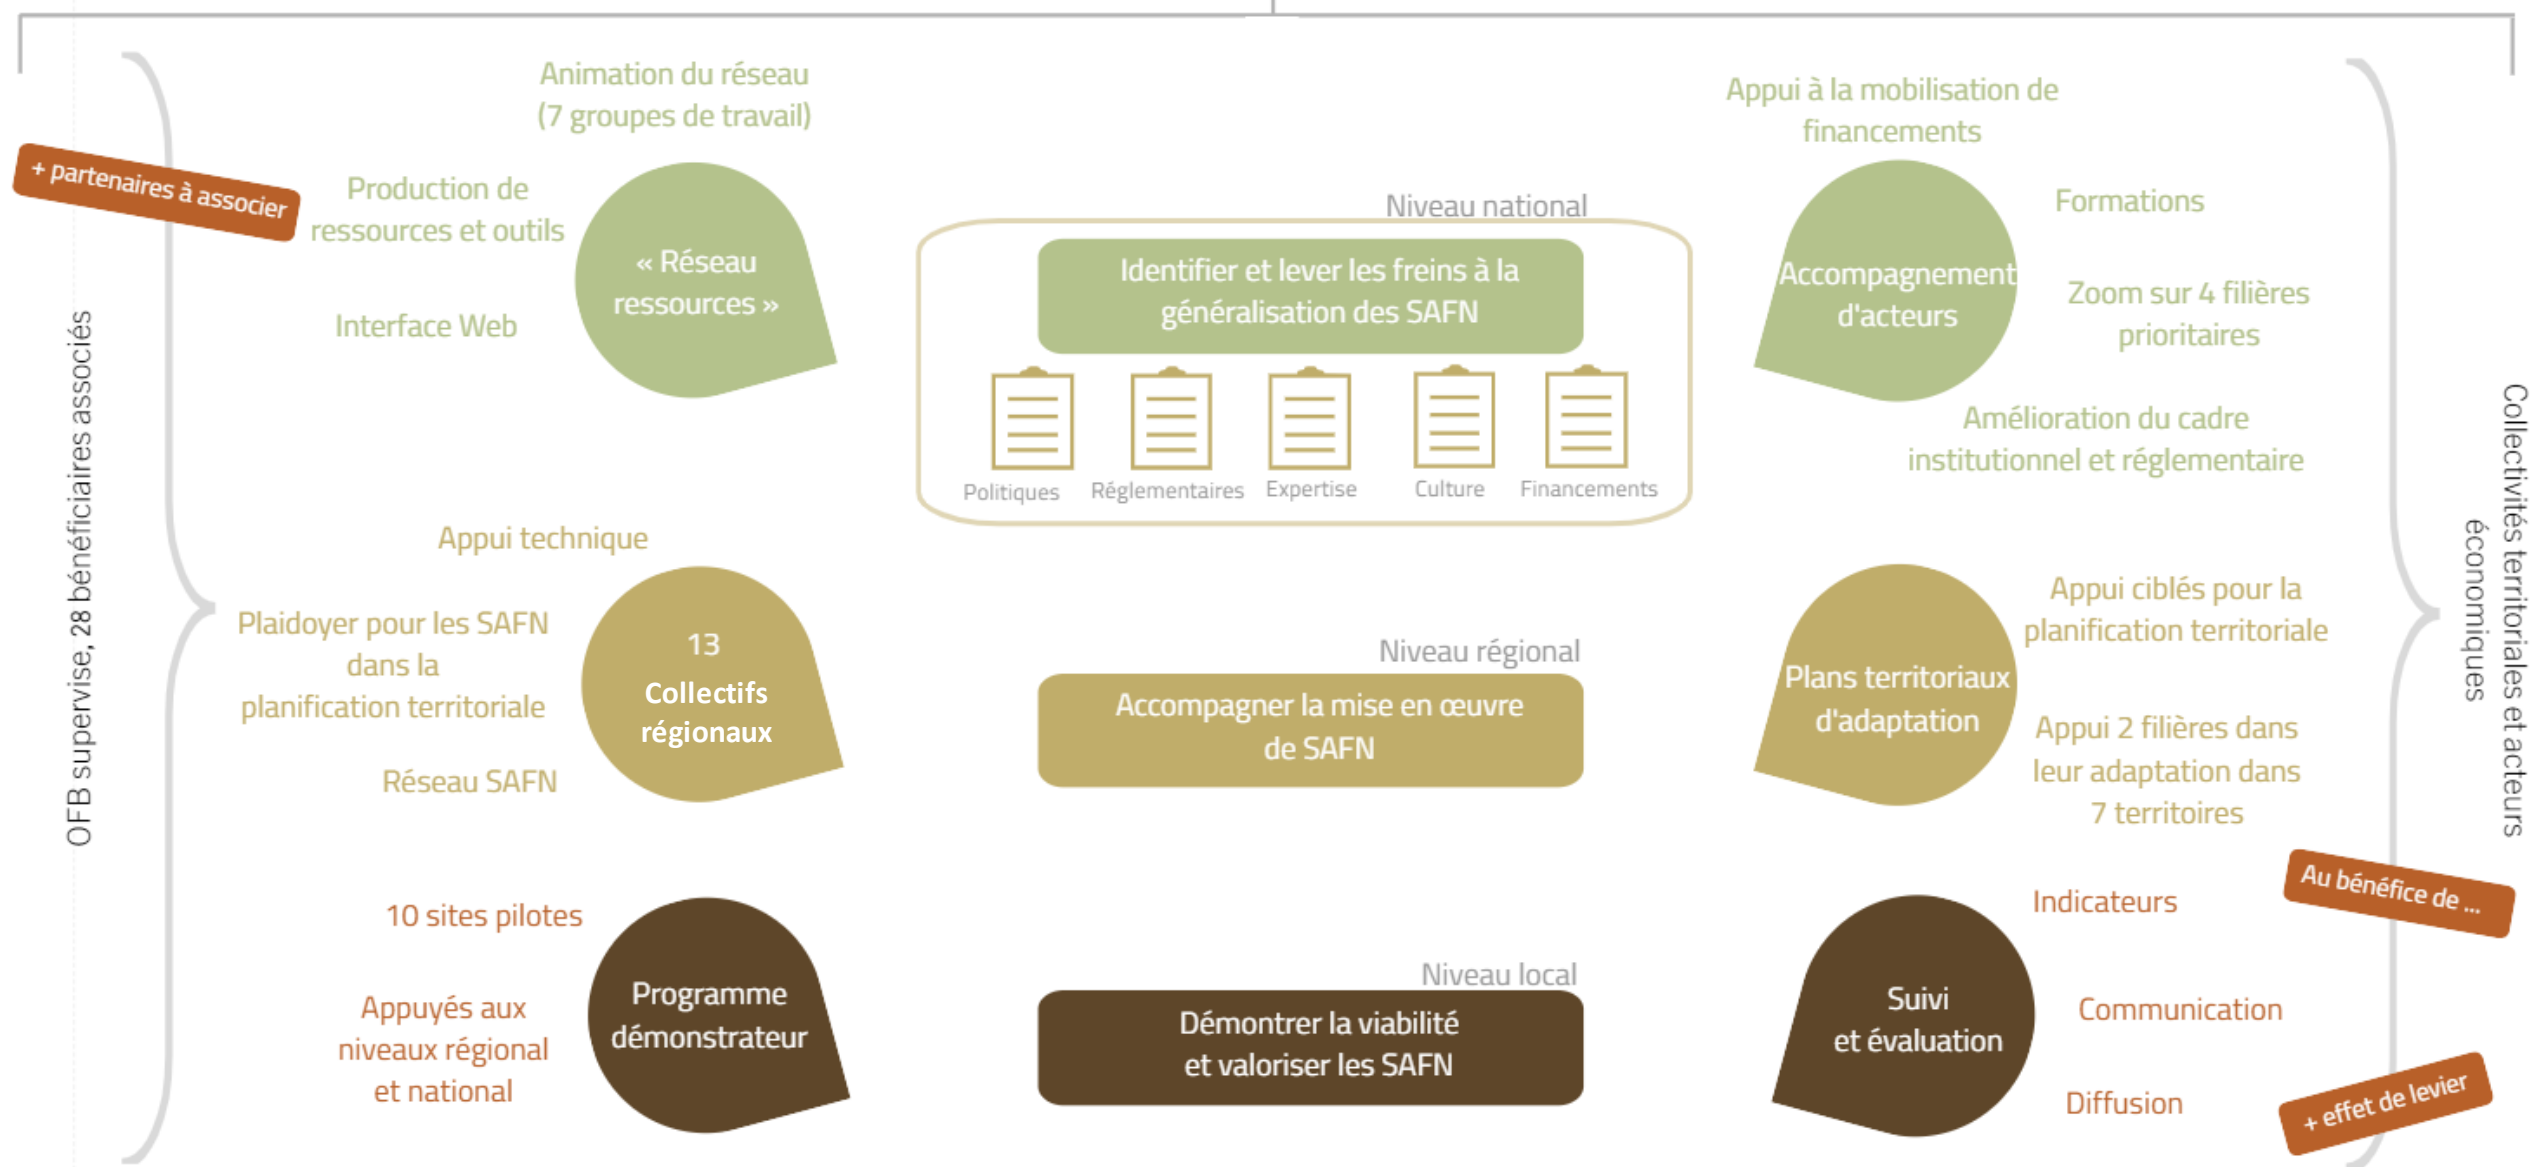 OFB supervise, 28 bénéficiaires associés
+ partenaires à associer
Animation du réseau
(7 groupes de travail)
Production de
ressources et outils
Interface Web
« Réseau
ressources »
Niveau national
Identifier et lever les freins à la
généralisation des SAFN
Politiques
Réglementaires
Expertise
Culture
Financements
Appui à la mobilisation de
financements
Accompagnement
d'acteurs
Formations
Zoom sur 4 filières
prioritaires
Amélioration du cadre
institutionnel et réglementaire
Appui technique
Plaidoyer pour les SAFN
dans la
planification territoriale
Réseau SAFN
13
Collectifs
régionaux
Niveau régional
Accompagner la mise en œuvre
de SAFN
Plans territoriaux
d'adaptation
Appui ciblés pour la
planification territoriale
Appui 2 filières dans
leur adaptation dans
7 territoires
10 sites pilotes
Appuyés aux
niveaux régional
et national
Programme
démonstrateur
Niveau local
Démontrer la viabilité
et valoriser les SAFN
Suivi
et évaluation
Indicateurs
Communication
Diffusion
Au bénéfice de ...
+ effet de levier
Collectivités territoriales et acteurs
économiques